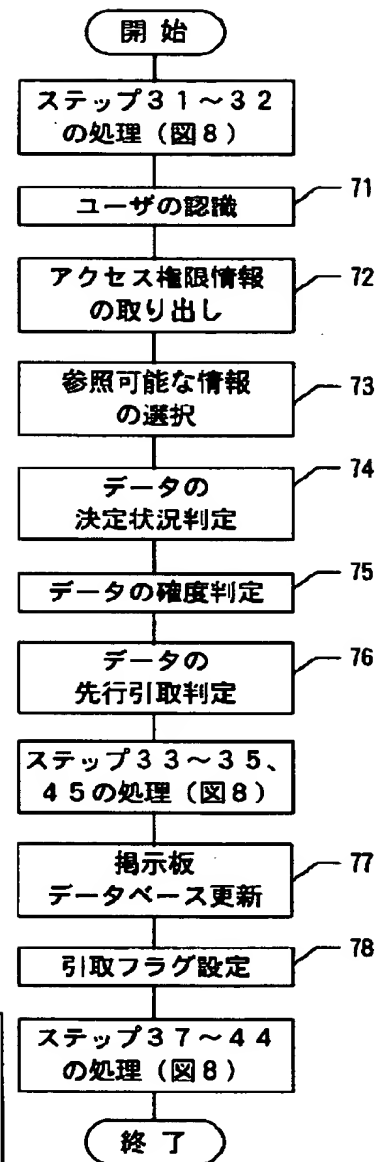 開 始
ステップ31～32
の処理（図8）
ユーザの認識
71
アクセス権限情報
の取り出し
72
参照可能な情報
の選択
73
データの
決定状況判定
74
データの確度判定
75
データの
先行引取判定
76
ステップ33～35、
45の処理（図8）
掲示板
データベース更新
77
引取フラグ設定
78
ステップ37～44
の処理（図8）
終 了